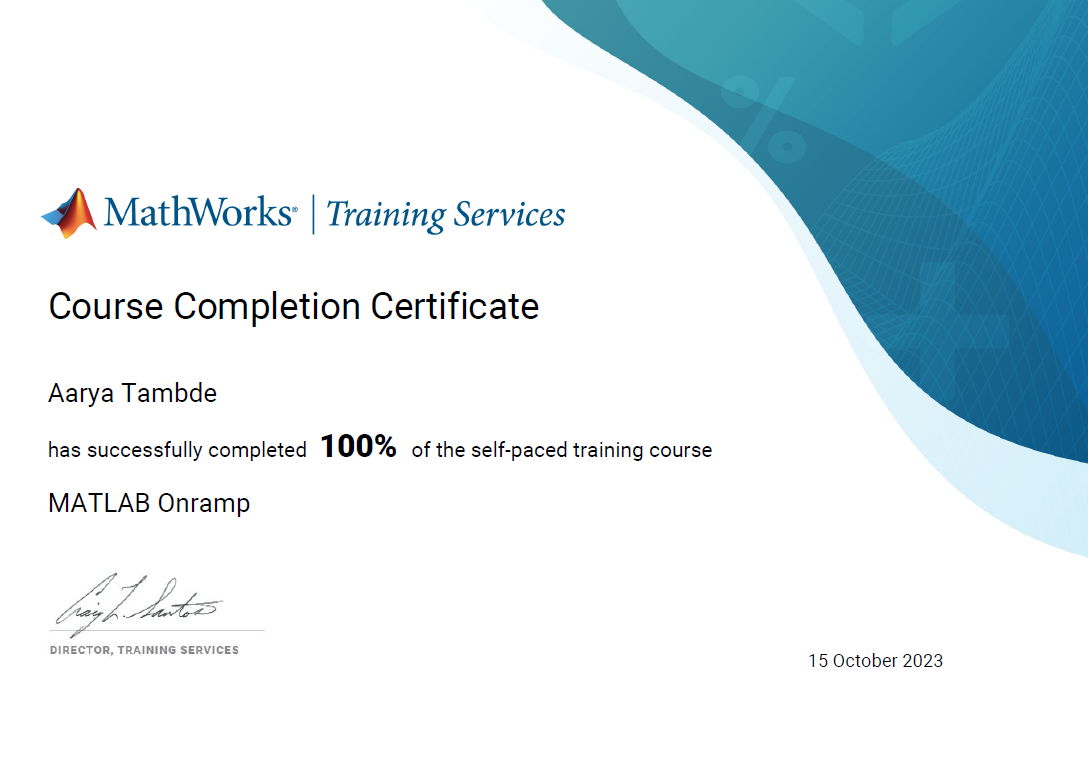 MathWorks® | Training Services
Course Completion Certificate
Aarya Tambde
has successfully completed 100% of the self-paced training course
MATLAB Onramp
Craig L. Santos
DIRECTOR, TRAINING SERVICES
15 October 2023